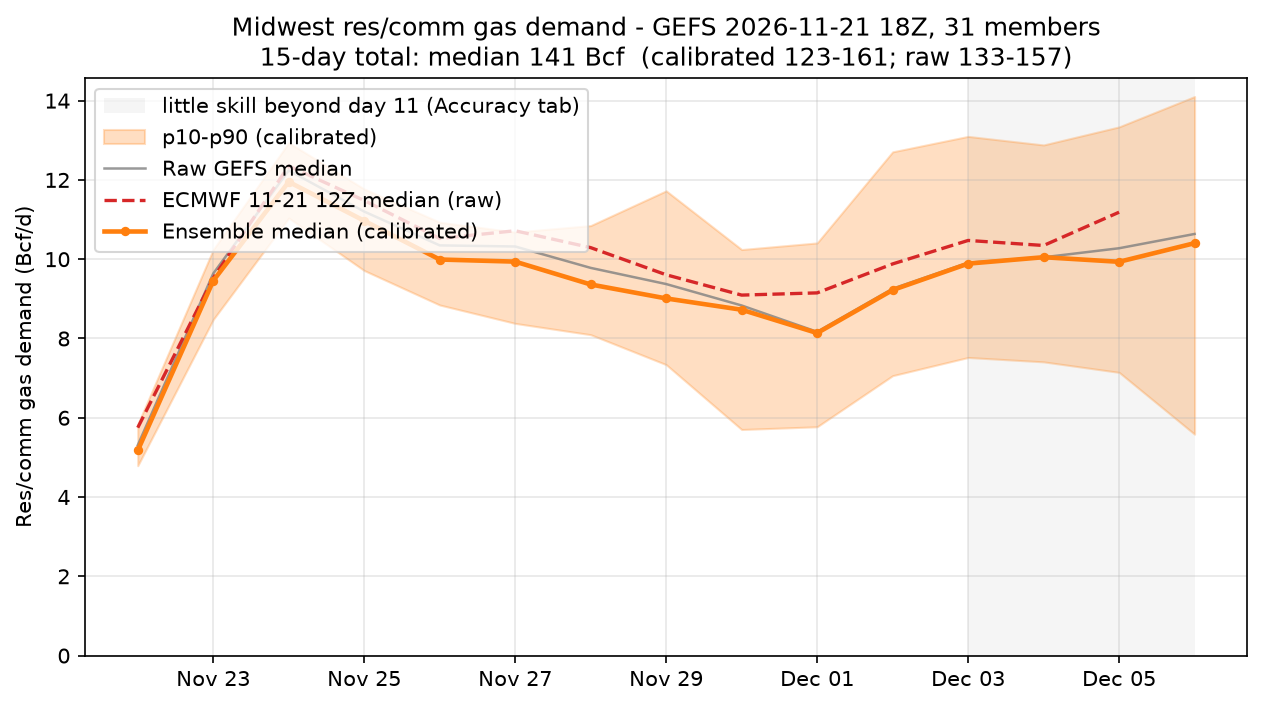 Midwest res/comm gas demand - GEFS 2026-11-21 18Z, 31 members
15-day total: median 141 Bcf  (calibrated 123-161; raw 133-157)
little skill beyond day 11 (Accuracy tab)
p10-p90 (calibrated)
Raw GEFS median
ECMWF 11-21 12Z median (raw)
Ensemble median (calibrated)
Res/comm gas demand (Bcf/d)
14
12
10
8
6
4
2
0
Nov 23
Nov 25
Nov 27
Nov 29
Dec 01
Dec 03
Dec 05